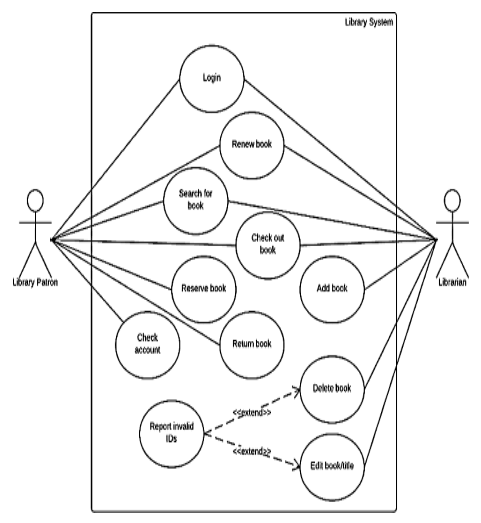 Library System
Login
Renew book
Search for
book
Check out
book
Library Patron
Librarian
Reserve book
Add book
Check
account
Return book
Delete book
<<extend>>
Report invalid
IDs
<<extend>>
Edit book/title